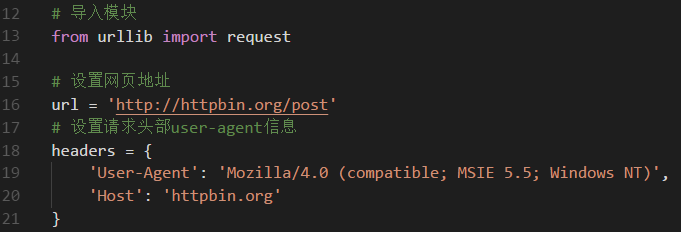 12 # 导入模块
13 from urllib import request
14
15 # 设置网页地址
16 url = 'http://httpbin.org/post'
17 # 设置请求头部user-agent信息
18 headers = {
19 'User-Agent': 'Mozilla/4.0 (compatible; MSIE 5.5; Windows NT)',
20 'Host': 'httpbin.org'
21 }